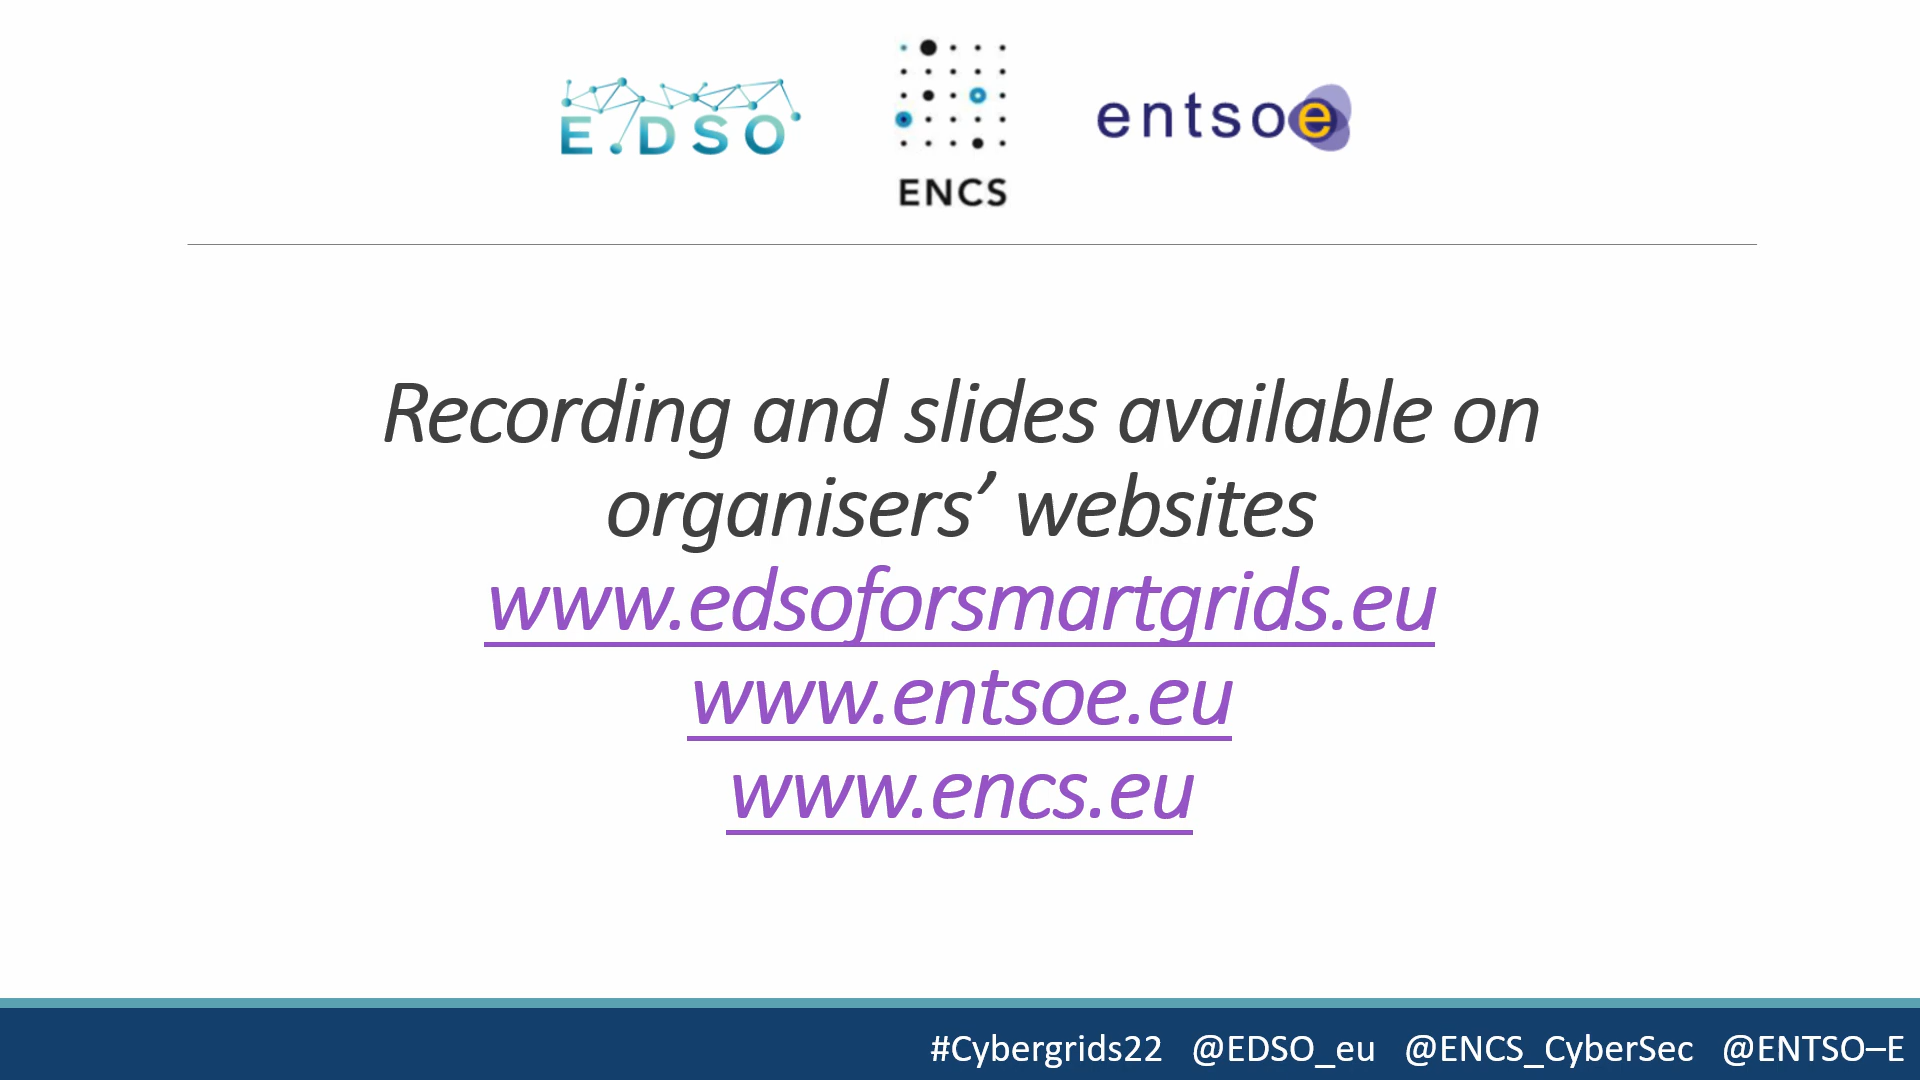 E.DSO
ENCS
entsoe
Recording and slides available on
organisers’ websites
www.edsoforsmartgrids.eu
www.entsoe.eu
www.encs.eu
#Cybergrids22 @EDSO_eu @ENCS_CyberSec @ENTSO–E